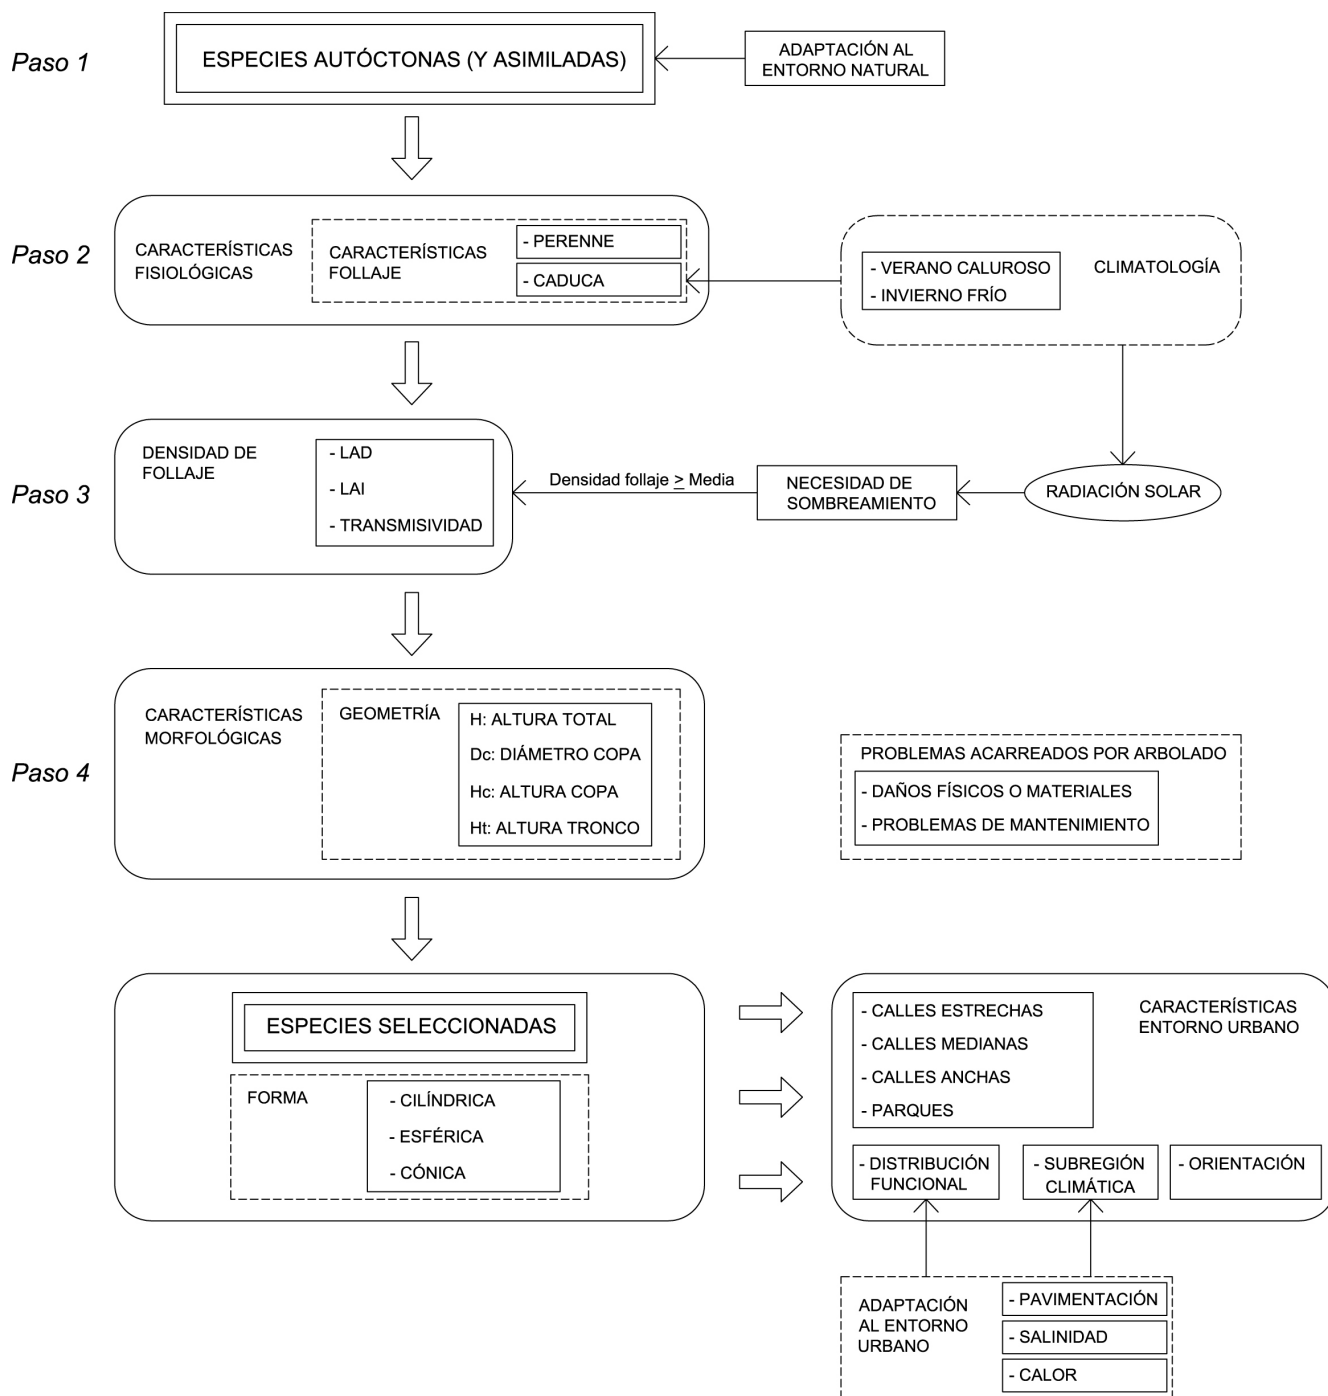 Paso 1
ESPECIES AUTÓCTONAS (Y ASIMILADAS)
ADAPTACIÓN AL
ENTORNO NATURAL
Paso 2
CARACTERÍSTICAS
FISIOLÓGICAS
CARACTERÍSTICAS
FOLLAJE
- PERENNE
- CADUCA
- VERANO CALUROSO
- INVIERNO FRÍO
CLIMATOLOGÍA
Paso 3
DENSIDAD DE
FOLLAJE
- LAD
- LAI
- TRANSMISIVIDAD
Densidad follaje ≥ Media
NECESIDAD DE
SOMBREAMIENTO
RADIACIÓN SOLAR
Paso 4
CARACTERÍSTICAS
MORFOLÓGICAS
GEOMETRÍA
H: ALTURA TOTAL
Dc: DIÁMETRO COPA
Hc: ALTURA COPA
Ht: ALTURA TRONCO
PROBLEMAS ACARREADOS POR ARBOLADO
- DAÑOS FÍSICOS O MATERIALES
- PROBLEMAS DE MANTENIMIENTO
ESPECIES SELECCIONADAS
FORMA
- CILÍNDRICA
- ESFÉRICA
- CÓNICA
- CALLES ESTRECHAS
- CALLES MEDIANAS
- CALLES ANCHAS
- PARQUES
CARACTERÍSTICAS
ENTORNO URBANO
- DISTRIBUCIÓN
FUNCIONAL
- SUBREGIÓN
CLIMÁTICA
- ORIENTACIÓN
ADAPTACIÓN
AL ENTORNO
URBANO
- PAVIMENTACIÓN
- SALINIDAD
- CALOR